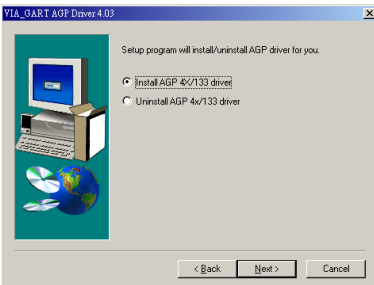 VIA_GART AGP Driver 4.03
Setup program will install/uninstall AGP driver for you.
Install AGP 4X/133 driver
Uninstall AGP 4x/133 driver
< Back
Next >
Cancel